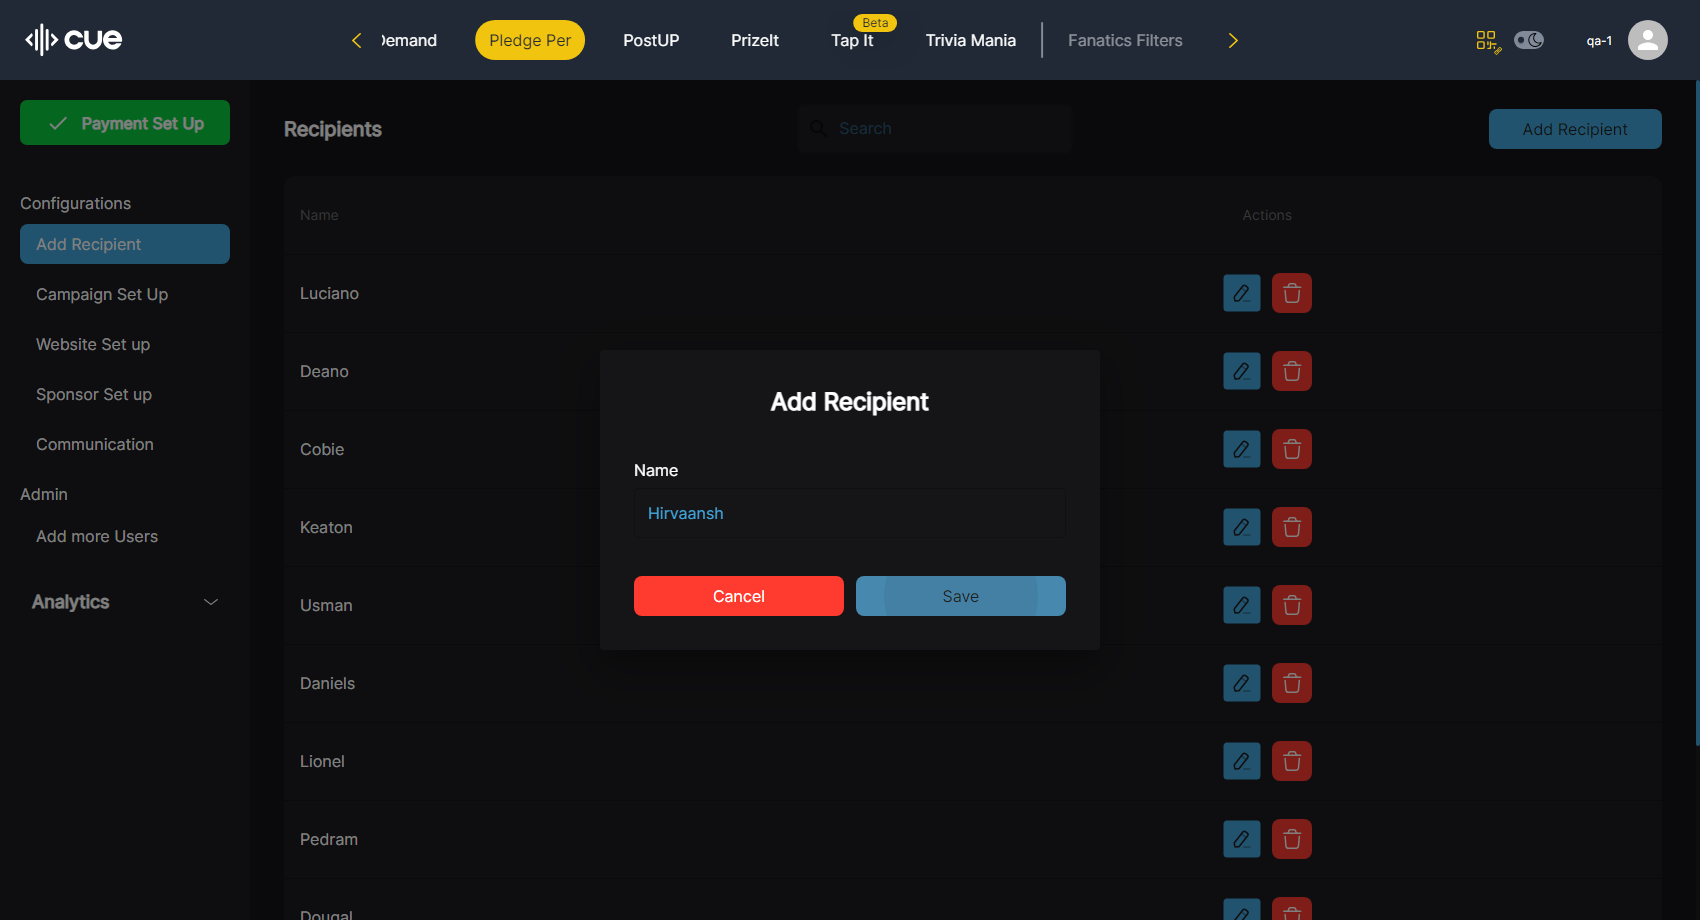 cue
Demand
Pledge Per
PostUP
PrizeIt
Beta
Tap It
Trivia Mania
Fanatics Filters
qa-1
Payment Set Up
Configurations
Add Recipient
Campaign Set Up
Website Set up
Sponsor Set up
Communication
Admin
Add more Users
Analytics
Recipients
Search
Add Recipient
Name
Actions
Luciano
Deano
Cobie
Keaton
Usman
Daniels
Lionel
Pedram
Dougal
Add Recipient
Name
Hirvaansh
Cancel
Save